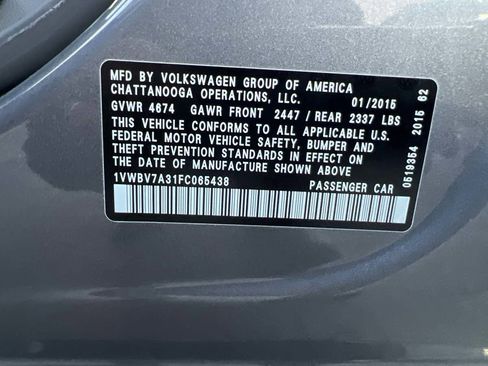 MFD BY VOLKSWAGEN GROUP OF AMERICA
CHATTANOOGA OPERATIONS, LLC. 01/2015
GVWR 4674 GAWR FRONT 2447 / REAR 2337 LBS
THIS VEHICLE CONFORMS TO ALL APPLICABLE U.S.
FEDERAL MOTOR VEHICLE SAFETY, BUMPER AND
THEFT PREVENTION STANDARDS IN EFFECT ON
THE DATE OF MANUFACTURE SHOWN ABOVE
1VWBV7A31FC065438 PASSENGER CAR
0519354 2015 62